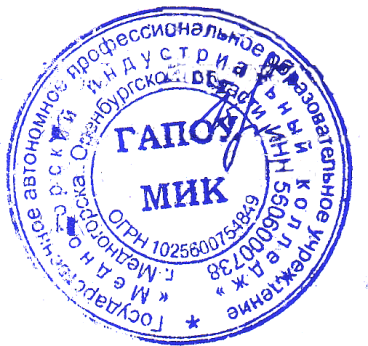 Государственное автономное профессиональное образовательное учреждение
« Медногорский индустриальный колледж»
г. Медногорска, Оренбургской области ИНН 5606000738
ОГРН 1025600754849
ГАПОУ
МИК